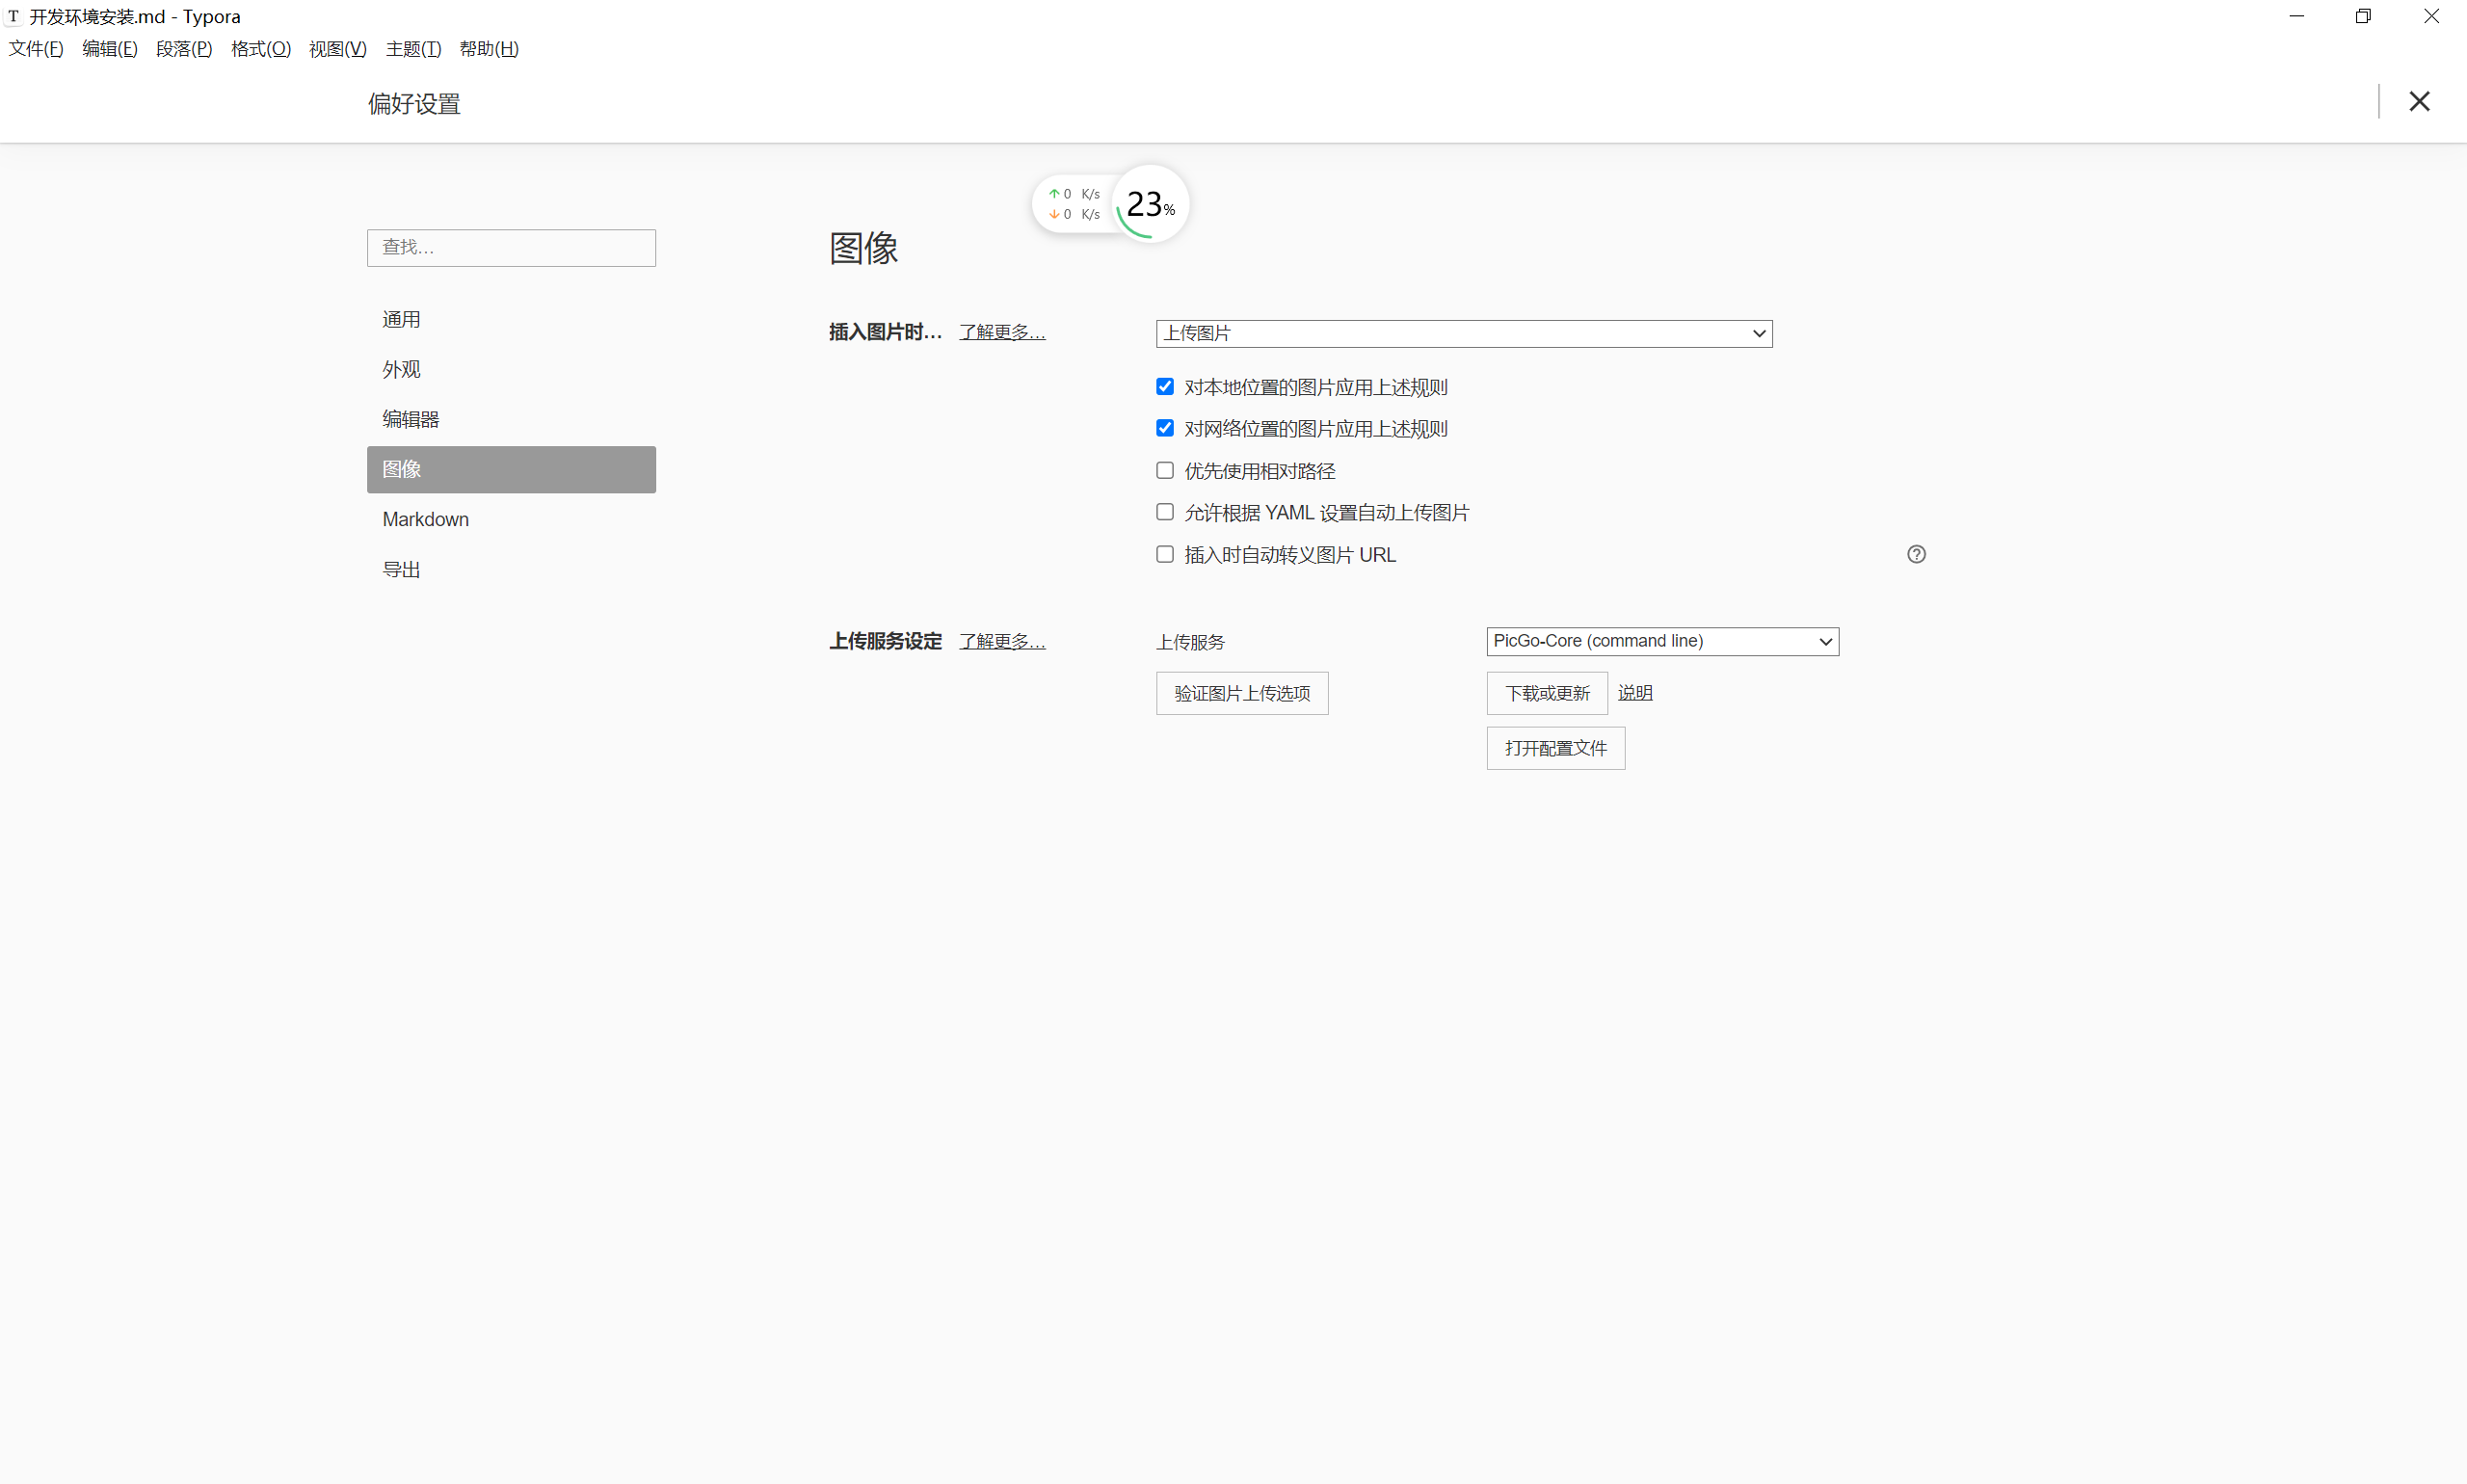 T 开发环境安装.md - Typora
文件(F) 编辑(E) 段落(P) 格式(O) 视图(V) 主题(T) 帮助(H)
偏好设置
↑ 0 K/s
↓ 0 K/s
23%
查找...
图像
通用
外观
编辑器
图像
Markdown
导出
插入图片时... 了解更多... 上传图片
对本地位置的图片应用上述规则
对网络位置的图片应用上述规则
优先使用相对路径
允许根据 YAML 设置自动上传图片
插入时自动转义图片 URL
上传服务设定 了解更多... 上传服务 PicGo-Core (command line)
验证图片上传选项 下载或更新 说明
打开配置文件